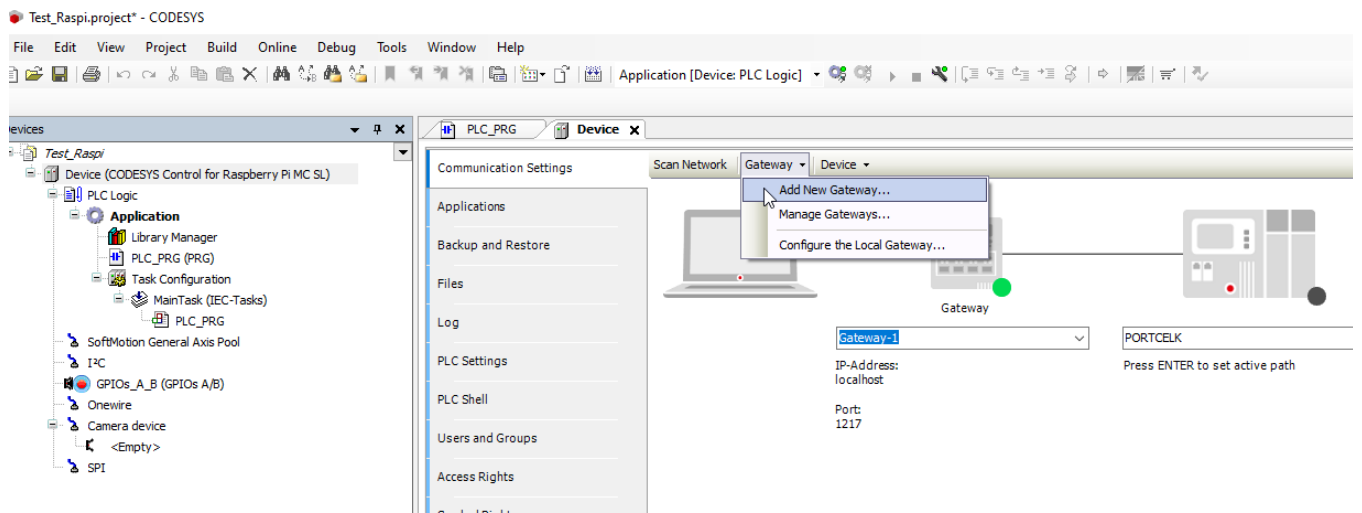 Test_Raspi.project* - CODESYS
File Edit View Project Build Online Debug Tools Window Help
Application [Device: PLC Logic]
evices
PLC_PRG Device
Test_Raspi
Device (CODESYS Control for Raspberry Pi MC SL)
PLC Logic
Application
Library Manager
PLC_PRG (PRG)
Task Configuration
MainTask (IEC-Tasks)
PLC_PRG
SoftMotion General Axis Pool
I²C
GPIOs_A_B (GPIOs A/B)
Onewire
Camera device
<Empty>
SPI
Communication Settings
Applications
Backup and Restore
Files
Log
PLC Settings
PLC Shell
Users and Groups
Access Rights
Scan Network Gateway Device
Add New Gateway...
Manage Gateways...
Configure the Local Gateway...
Gateway
Gateway-1
IP-Address:
localhost
Port:
1217
PORTCELK
Press ENTER to set active path